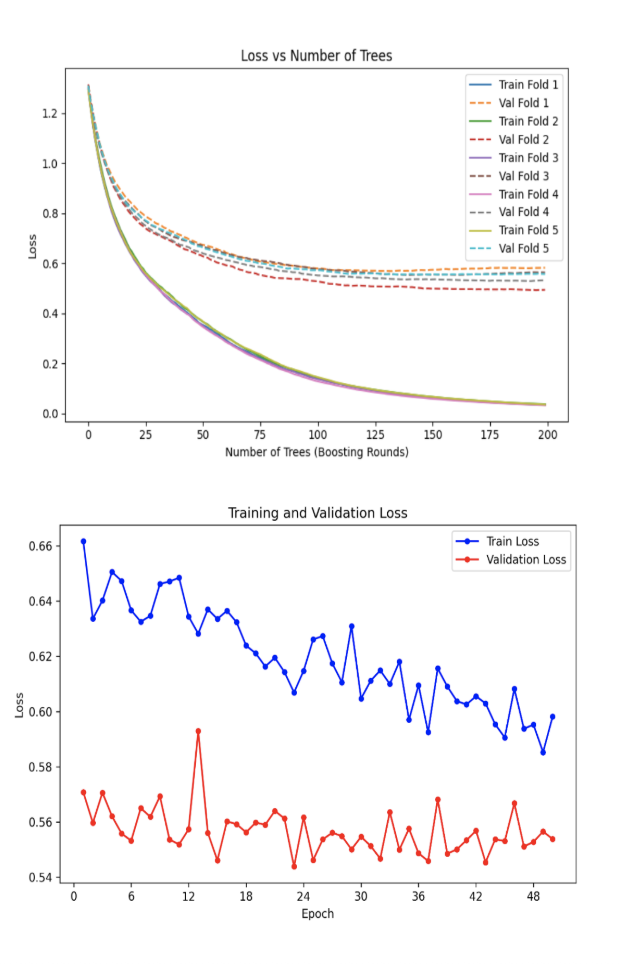 Loss vs Number of Trees
Train Fold 1
Val Fold 1
Train Fold 2
Val Fold 2
Train Fold 3
Val Fold 3
Train Fold 4
Val Fold 4
Train Fold 5
Val Fold 5
Loss
1.2
1.0
0.8
0.6
0.4
0.2
0.0
0 25 50 75 100 125 150 175 200
Number of Trees (Boosting Rounds)
Training and Validation Loss
Train Loss
Validation Loss
Loss
0.66
0.64
0.62
0.60
0.58
0.56
0.54
0 6 12 18 24 30 36 42 48
Epoch